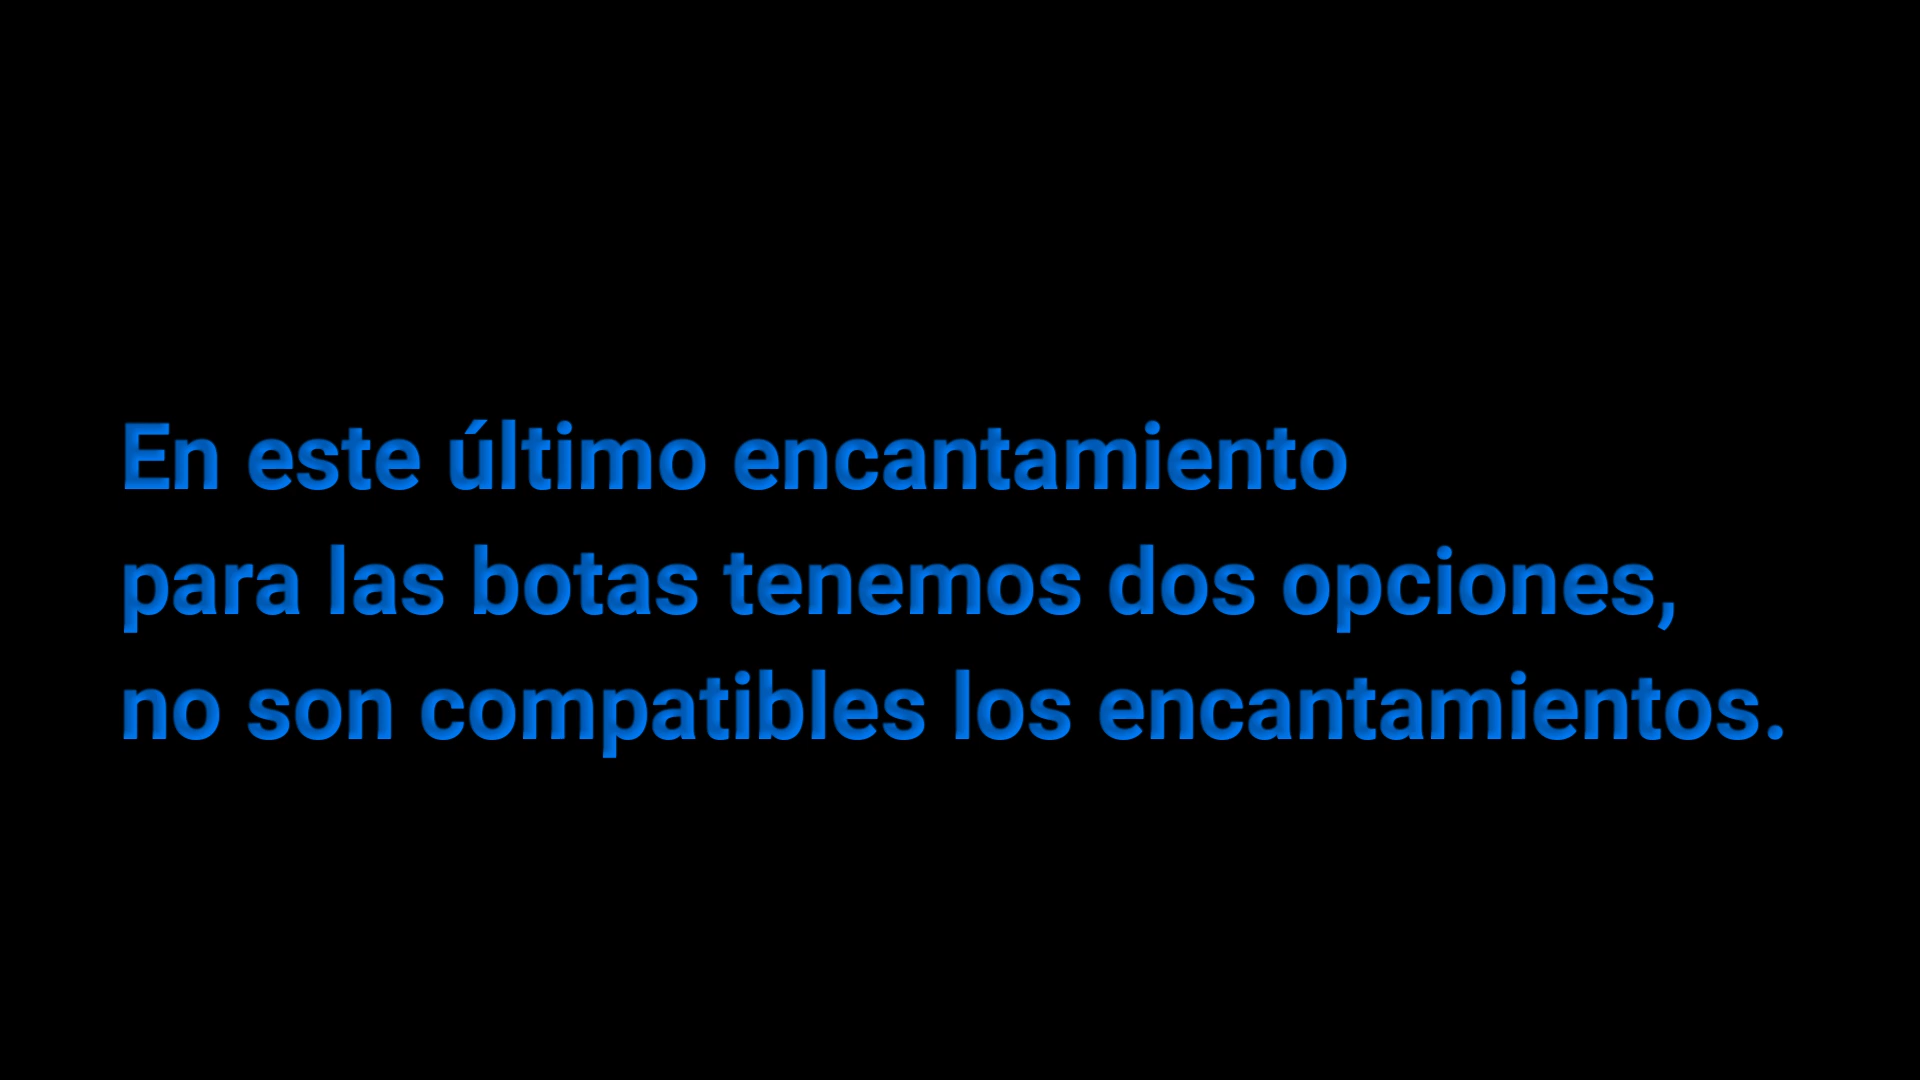 En este último encantamiento
para las botas tenemos dos opciones,
no son compatibles los encantamientos.